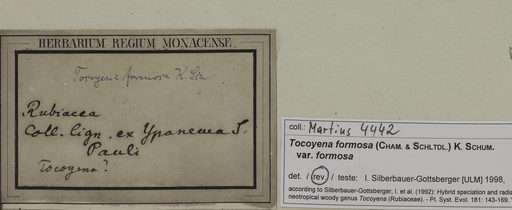 HERBARIUM REGIUM MONACENSE.
Tocoyena formosa K. Sch
Rubiacea
Coll. lign. ex Ypanema S.
Pauli
Tocoyena?
coll.: Martius 4442
Tocoyena formosa (CHAM. & SCHLTDL.) K. SCHUM.
var. formosa
det. / rev. / teste: I. Silberbauer-Gottsberger [ULM] 1998,
according to Silberbauer-Gottsberger, I. et al. (1992): Hybrid speciation and radia
neotropical woody genus Tocoyena (Rubiaceae). - Pl. Syst. Evol. 181: 143-169.